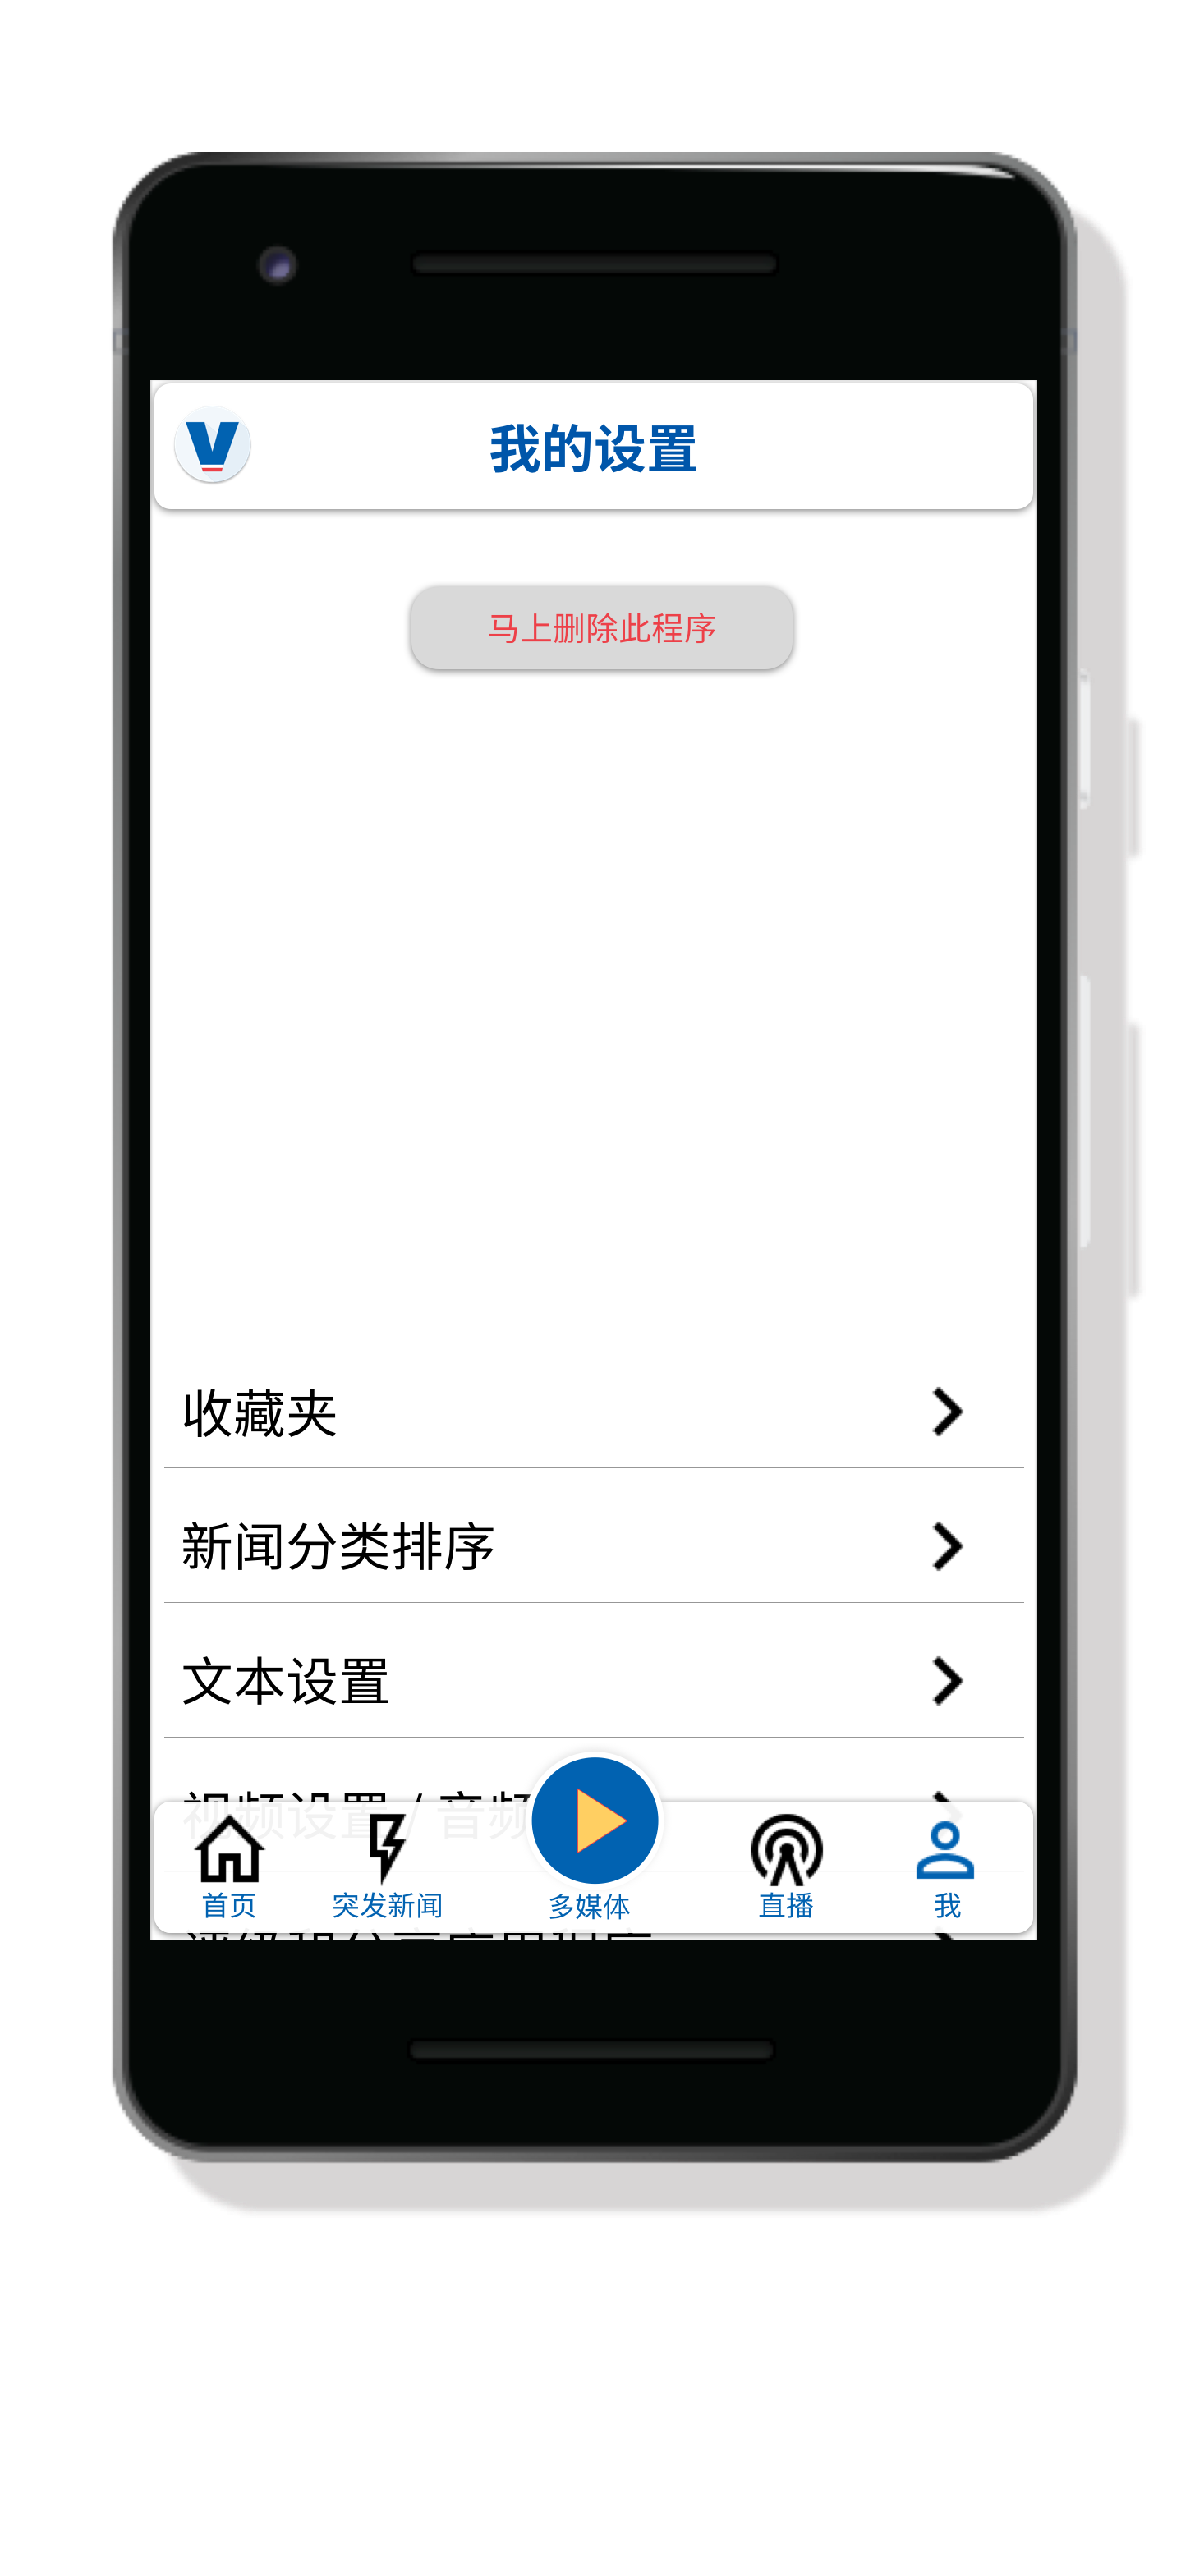 V
我的设置
马上删除此程序
收藏夹
新闻分类排序
文本设置
视频设置 / 音频
首页
突发新闻
多媒体
直播
我